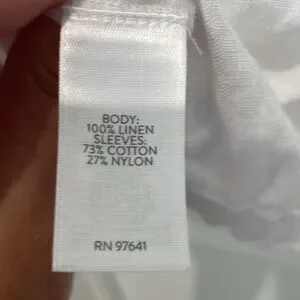 BODY:
100% LINEN
SLEEVES:
73% COTTON
27% NYLON
RN 97641